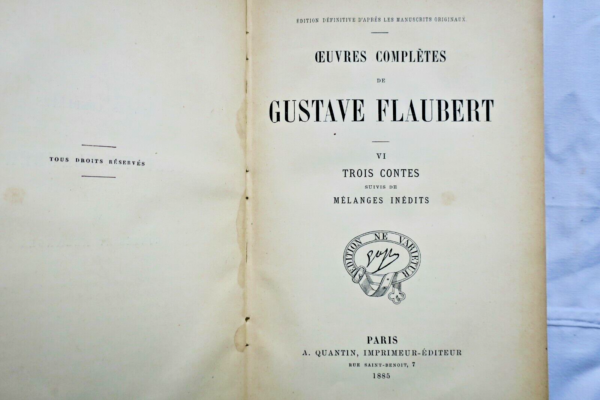 TOUS DROITS RÉSERVÉS
ÉDITION DÉFINITIVE D'APRÈS LES MANUSCRITS ORIGINAUX
ŒUVRES COMPLÈTES
DE
GUSTAVE FLAUBERT
VI
TROIS CONTES
SUIVIS DE
MÉLANGES INÉDITS
ÉDITION NE VARIETUR
PARIS
A. QUANTIN, IMPRIMEUR-ÉDITEUR
RUE SAINT-BENOIT, 7
1885